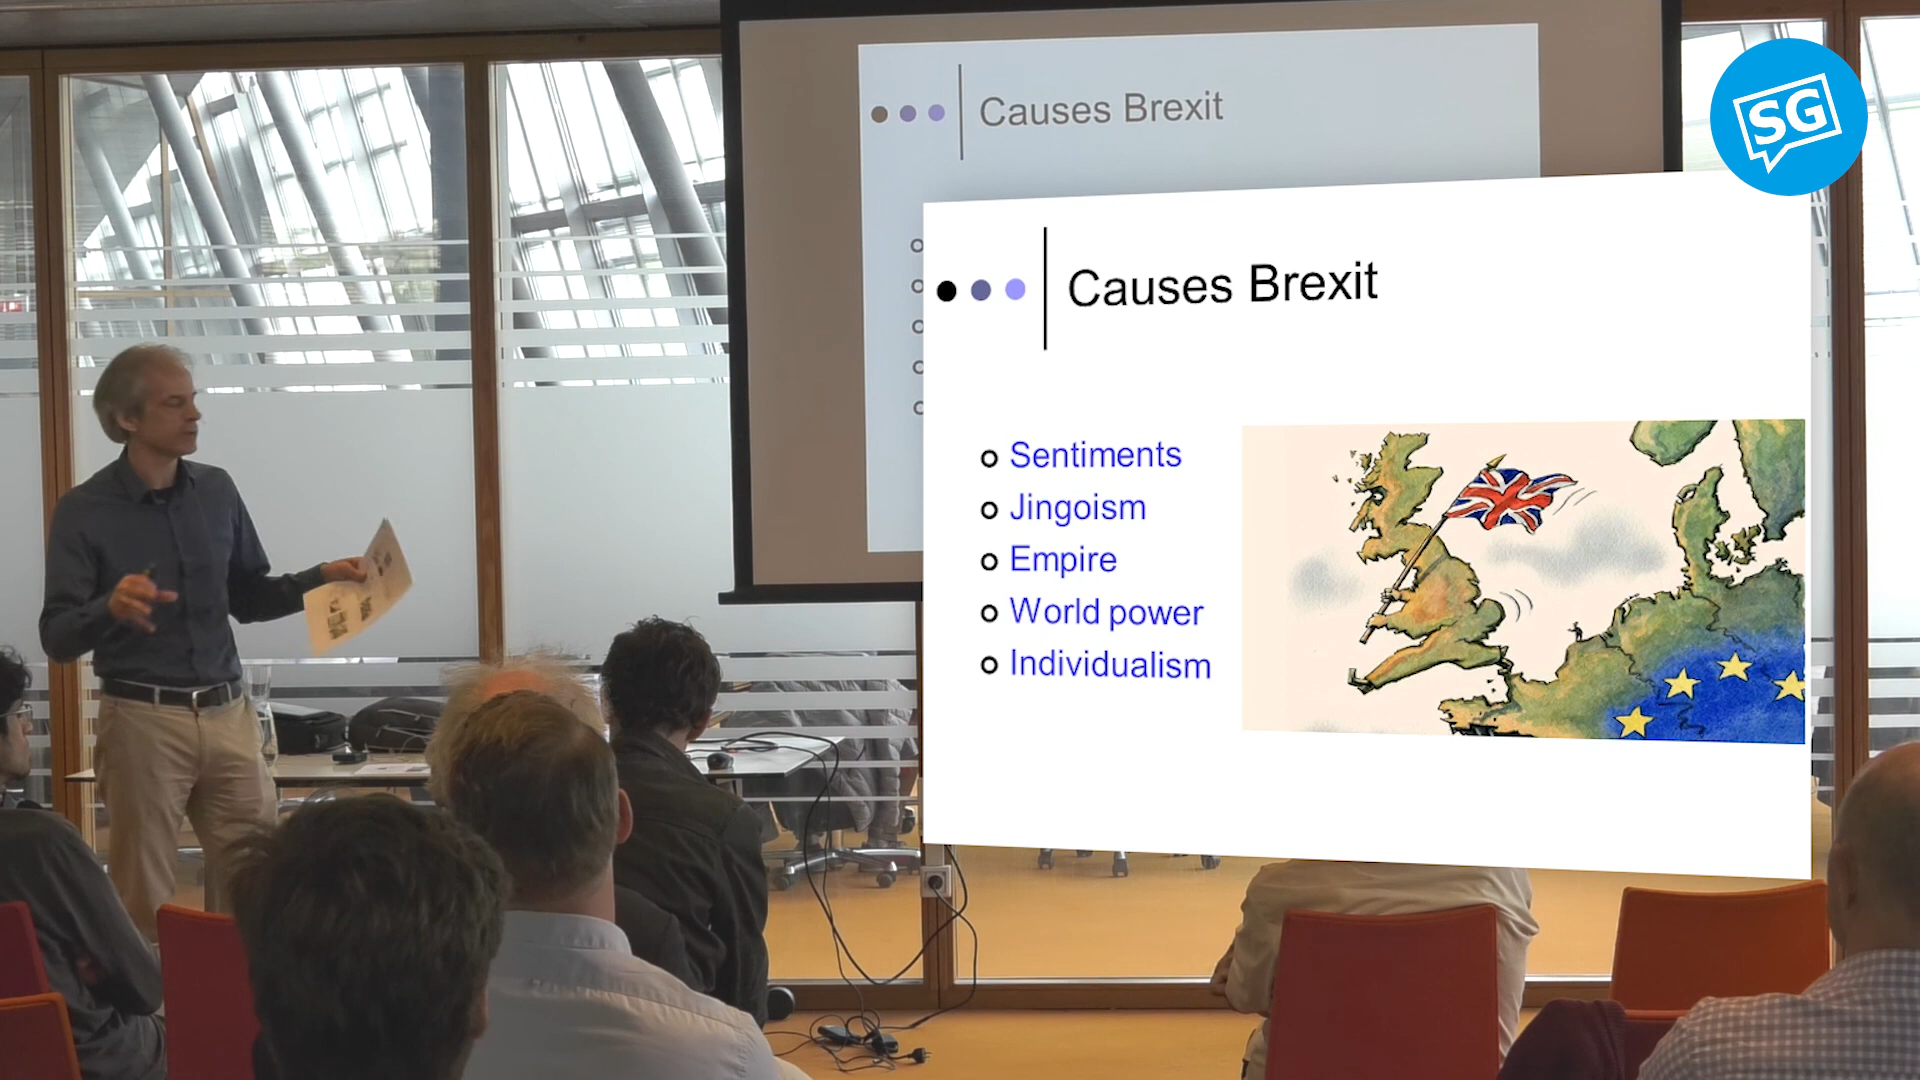 Causes Brexit
SG
Causes Brexit
Sentiments
Jingoism
Empire
World power
Individualism